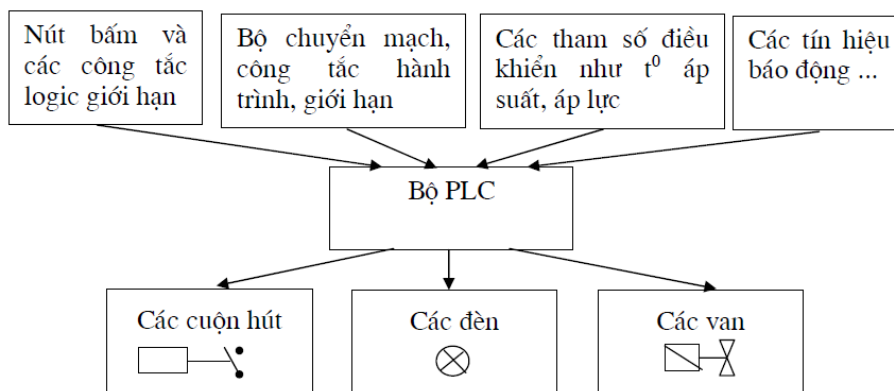 Nút bấm và
các công tắc
logic giới hạn
Bộ chuyển mạch,
công tắc hành
trình, giới hạn
Các tham số điều
khiển như t⁰ áp
suất, áp lực
Các tín hiệu
báo động ...
Bộ PLC
Các cuộn hút
Các đèn
Các van